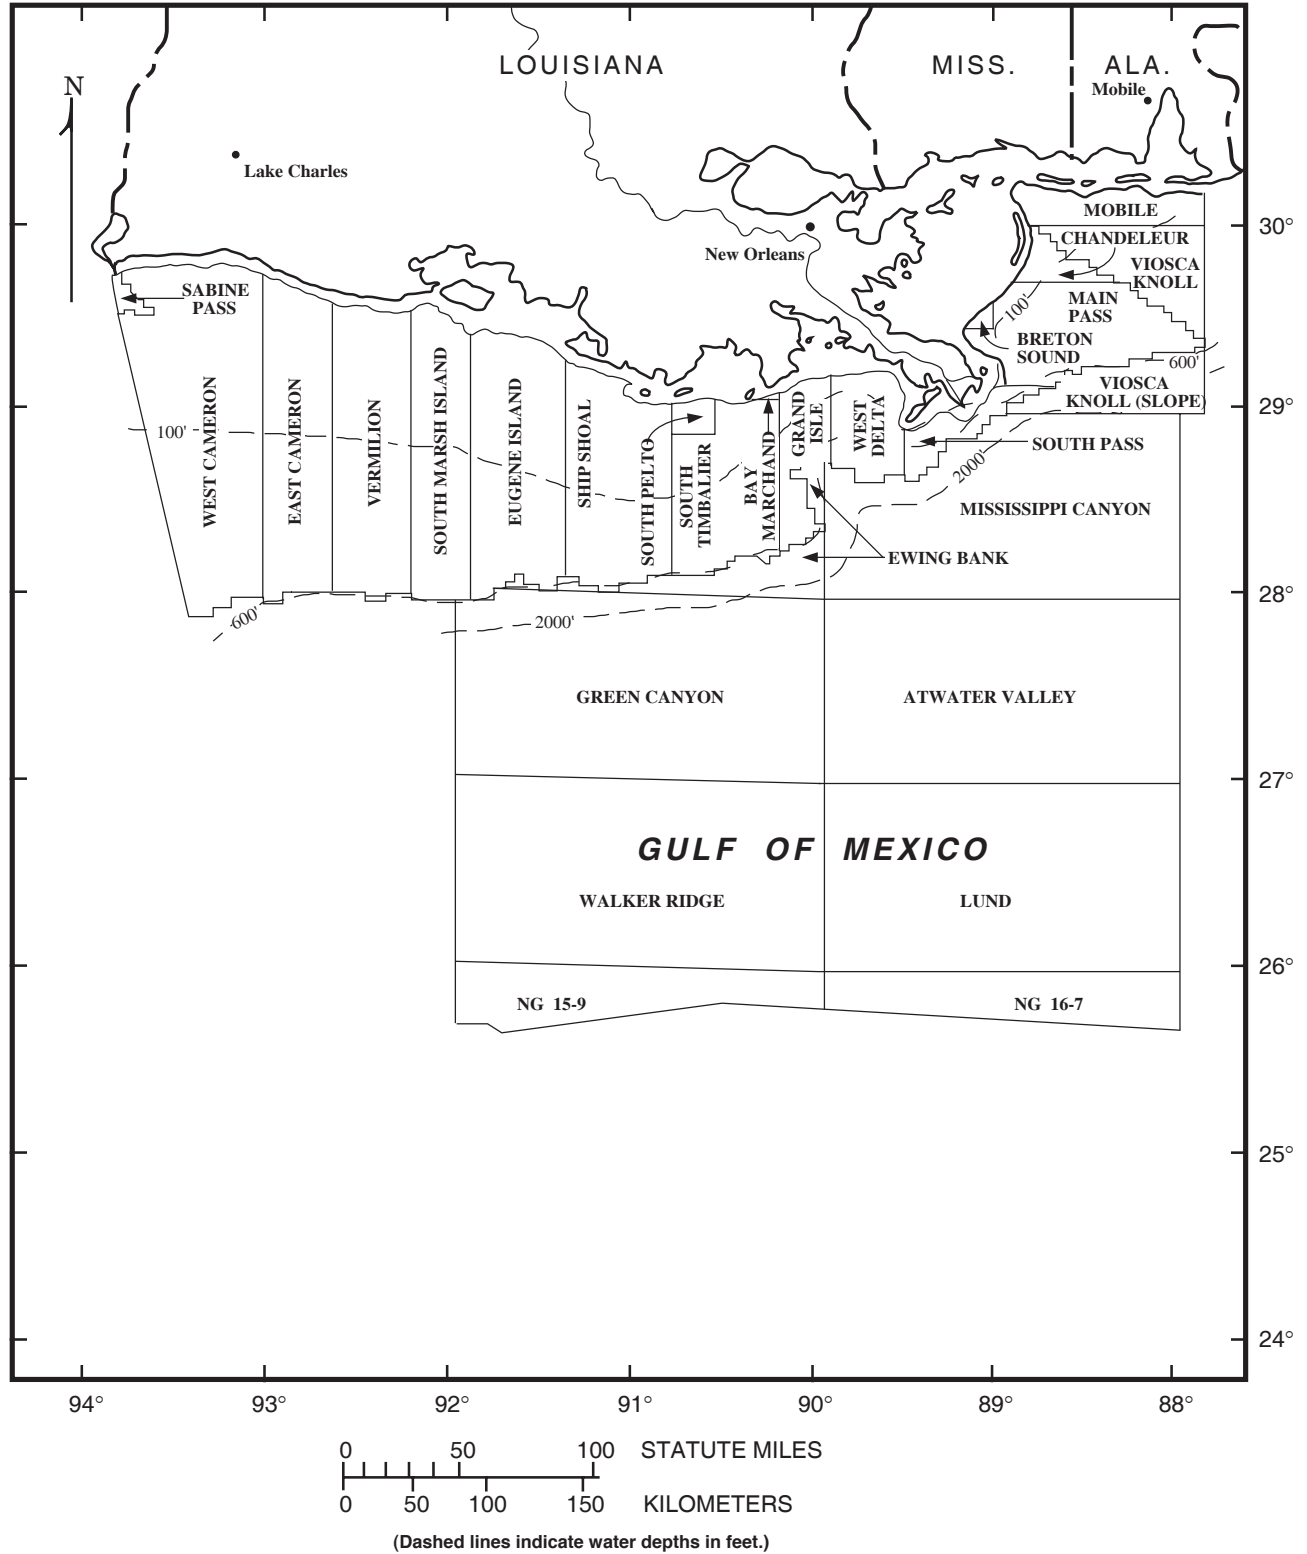 LOUISIANA
MISS.
ALA.
Mobile
N
Lake Charles
New Orleans
MOBILE
30°
CHANDELEUR
VIOSCA
KNOLL
SABINE
PASS
MAIN
PASS
100'
BRETON
SOUND
600'
VIOSCA
KNOLL (SLOPE)
29°
100'
WEST CAMERON
EAST CAMERON
VERMILION
SOUTH MARSH ISLAND
EUGENE ISLAND
SHIP SHOAL
SOUTH PELTO
SOUTH
TIMBALIER
BAY
MARCHAND
GRAND
ISLE
WEST
DELTA
SOUTH PASS
2000'
MISSISSIPPI CANYON
EWING BANK
28°
600'
2000'
GREEN CANYON
ATWATER VALLEY
27°
GULF OF MEXICO
WALKER RIDGE
LUND
26°
NG 15-9
NG 16-7
25°
24°
94°
93°
92°
91°
90°
89°
88°
0 50 100 STATUTE MILES
0 50 100 150 KILOMETERS
(Dashed lines indicate water depths in feet.)